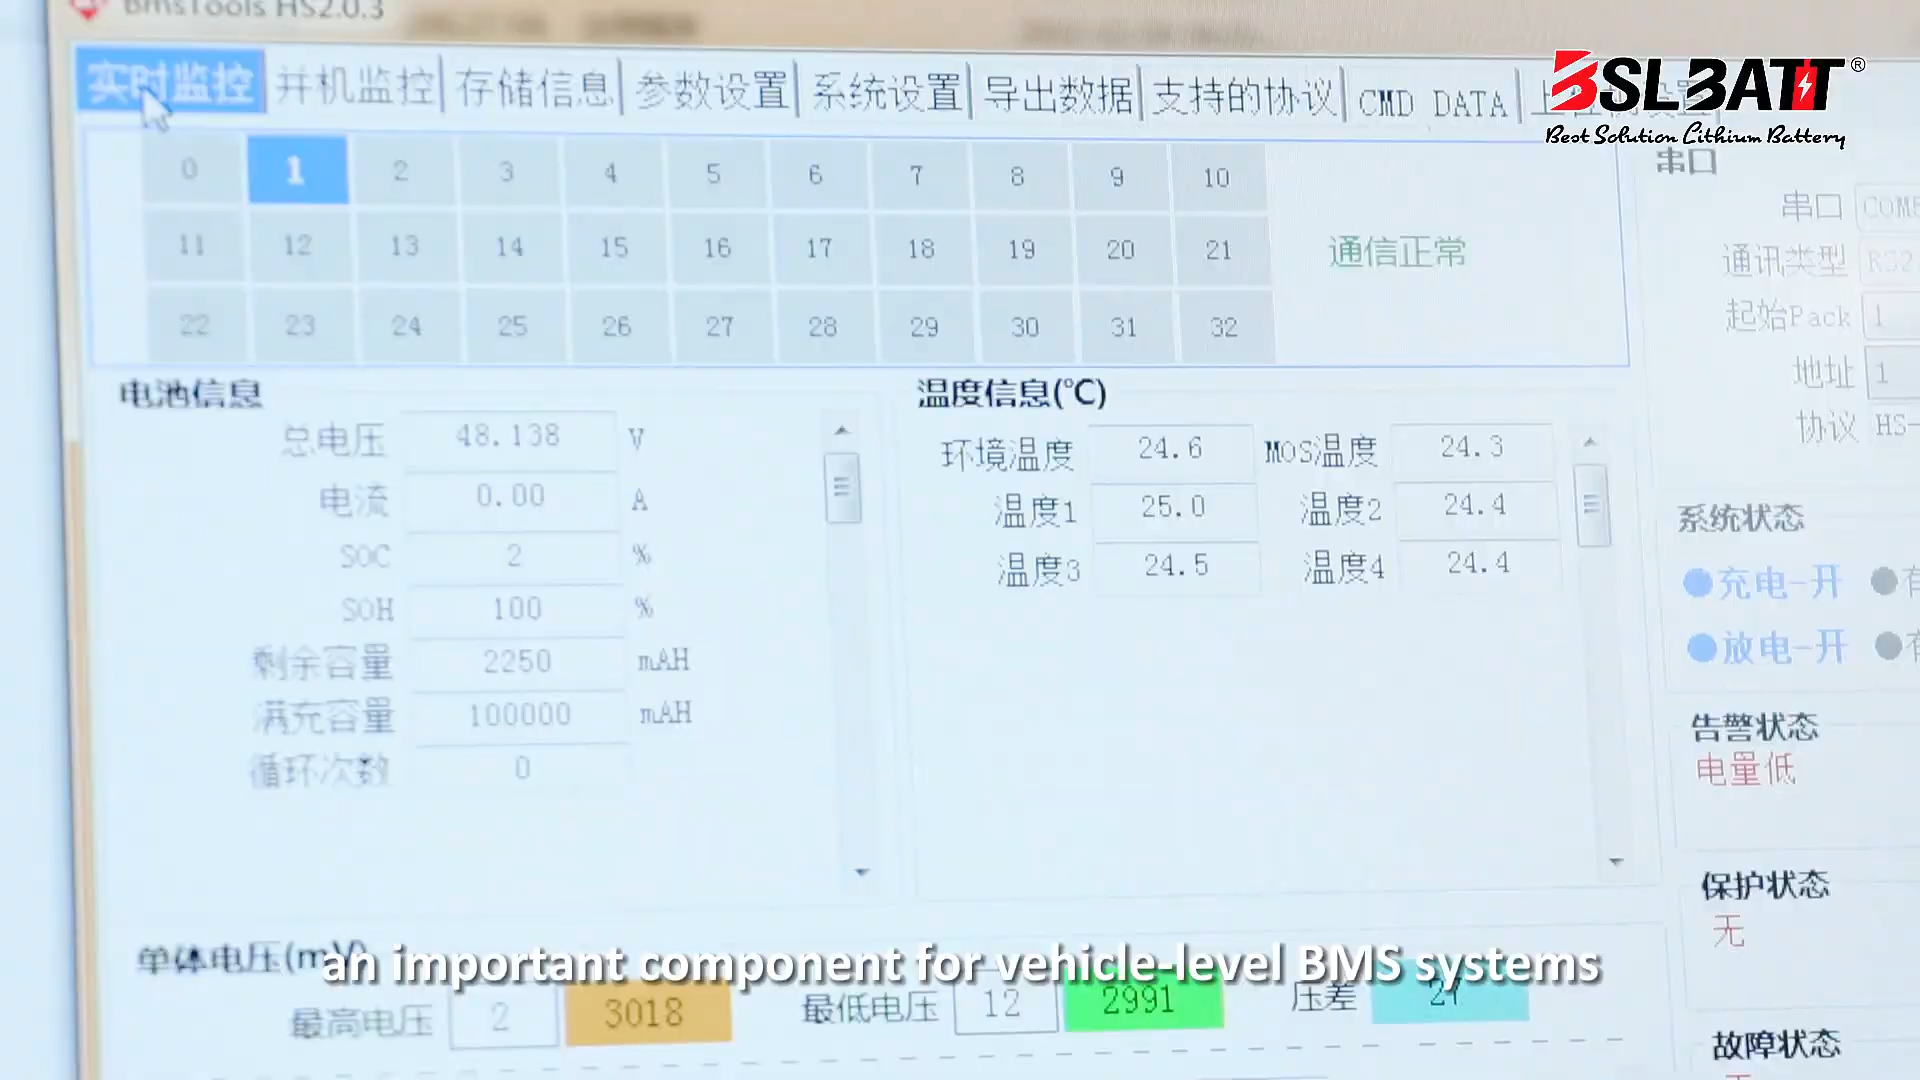 BmsTools HS2.0.3
BSLBATT®
Best Solution Lithium Battery
实时监控 并机监控 存储信息 参数设置 系统设置 导出数据 支持的协议 CMD DATA
0 1 2 3 4 5 6 7 8 9 10
11 12 13 14 15 16 17 18 19 20 21
22 23 24 25 26 27 28 29 30 31 32
通信正常
串口
串口
通讯类型
起始Pack 1
地址 1
协议 HS-
电池信息
总电压 48.138 V
电流 0.00 A
SOC 2 %
SOH 100 %
剩余容量 2250 mAH
满充容量 100000 mAH
循环次数 0
温度信息(℃)
环境温度 24.6 MOS温度 24.3
温度1 25.0 温度2 24.4
温度3 24.5 温度4 24.4
系统状态
充电-开
放电-开
告警状态
电量低
保护状态
无
故障状态
单体电压(mV)
an important component for vehicle-level BMS systems
最高电压 2 3018 最低电压 12 2991 压差 27